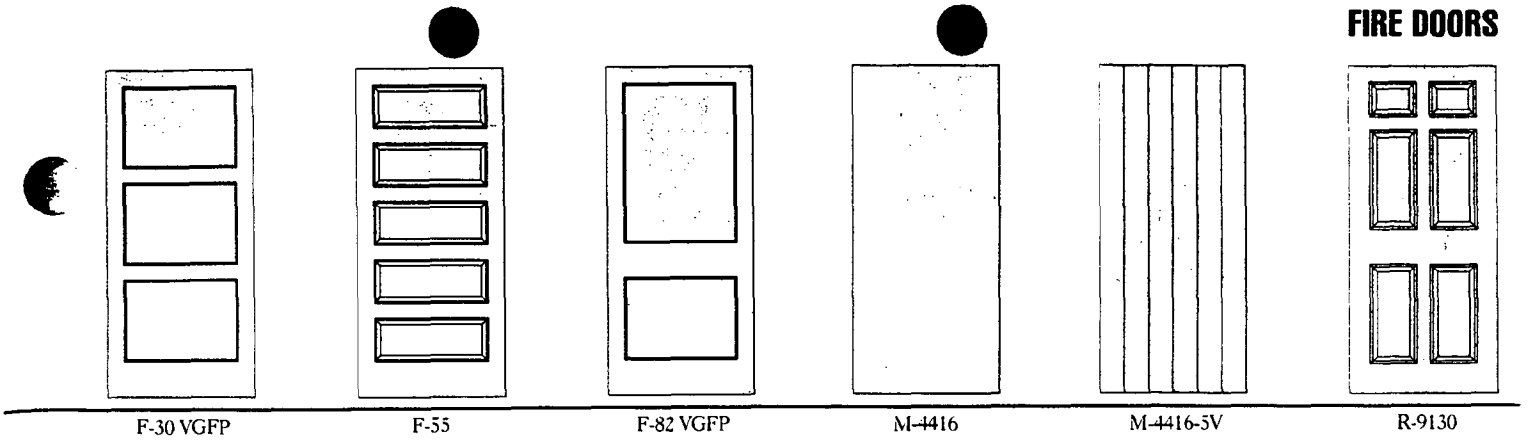 FIRE DOORS
F-30 VGFP
F-55
F-82 VGFP
M-4416
M-4416-5V
R-9130